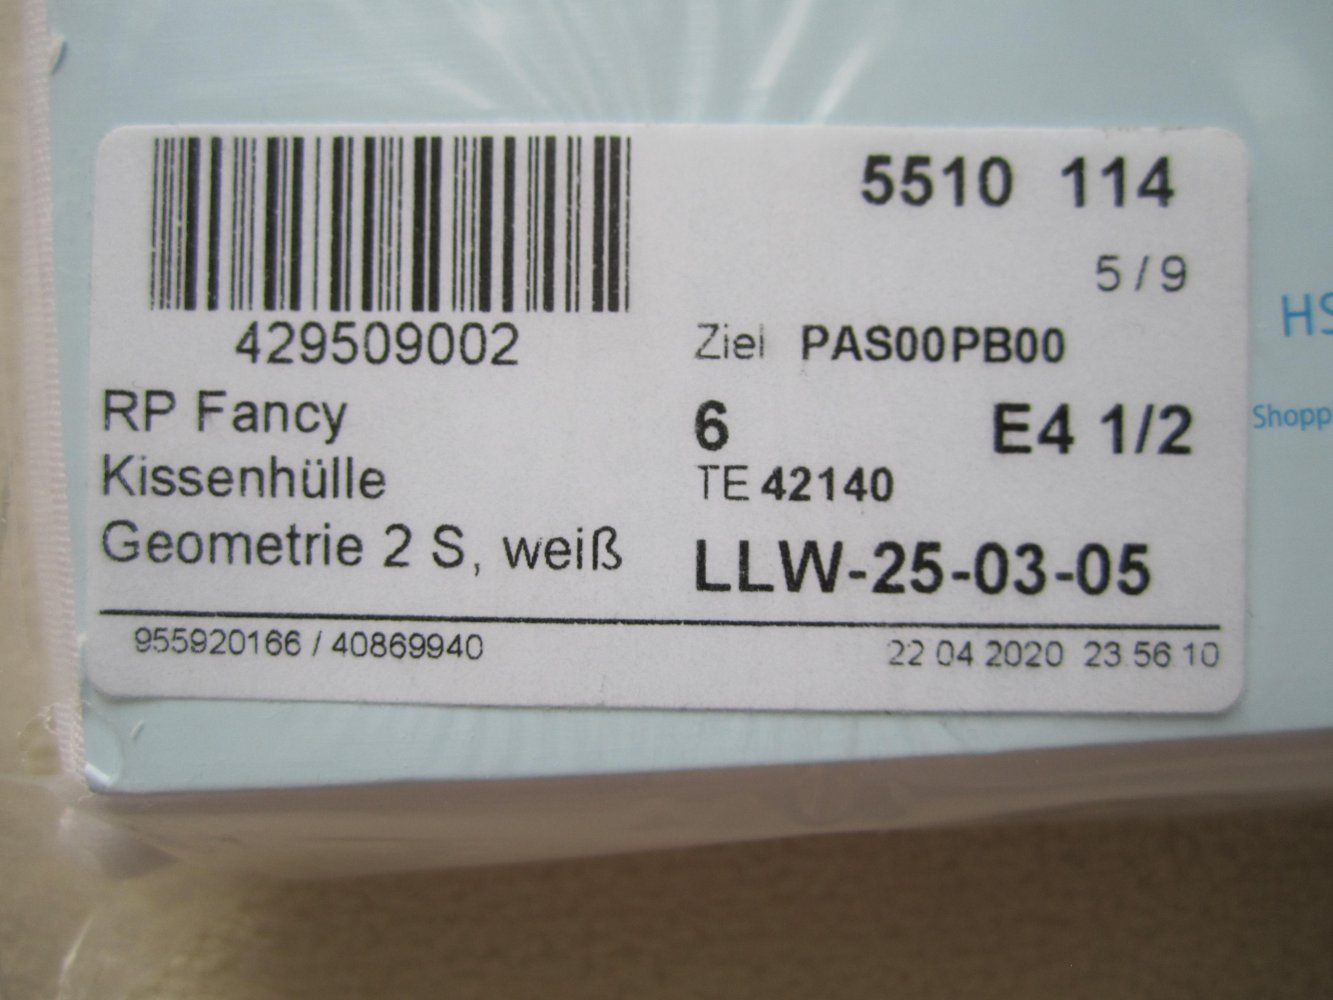 429509002
RP Fancy
Kissenhülle
Geometrie 2 S, weiß
5510 114
5 / 9
Ziel PAS00PB00
6 E4 1/2
TE 42140
LLW-25-03-05
955920166 / 40869940
22 04 2020 23 56 10
HS
Shopp